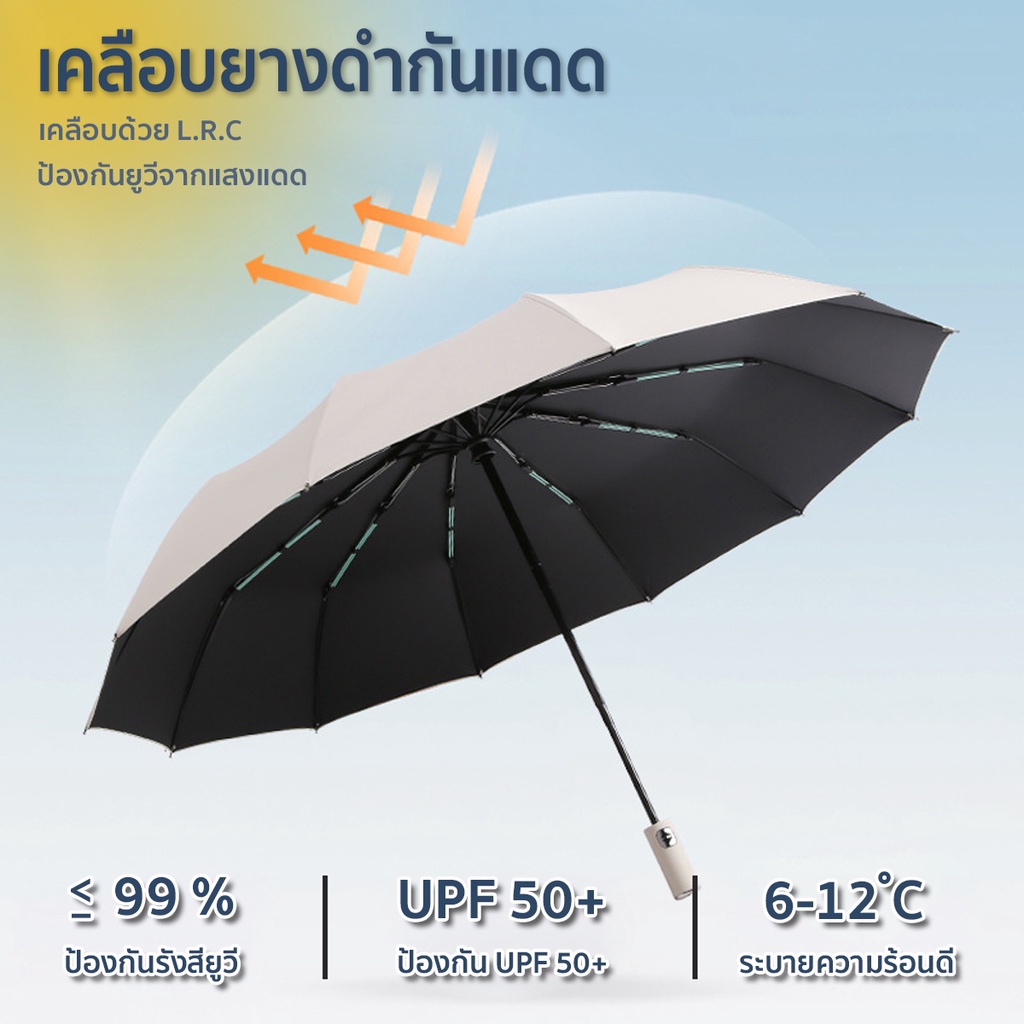 เคลือบยางดำกันแดด
เคลือบด้วย L.R.C
ป้องกันยูวีจากแสงแดด
≤ 99 %
ป้องกันรังสียูวี
UPF 50+
ป้องกัน UPF 50+
6-12°C
ระบายความร้อนดี